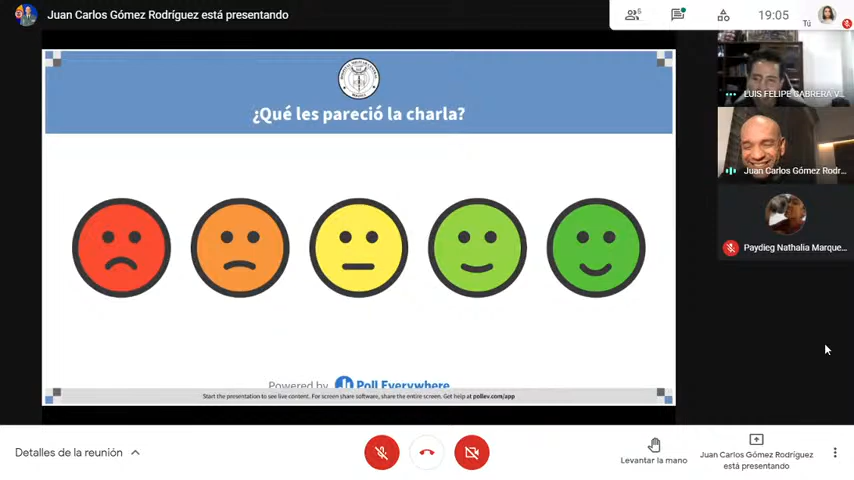 Juan Carlos Gómez Rodríguez está presentando
6
19:05
Tú
¿Qué les pareció la charla?
LUIS FELIPE CABRERA V...
Juan Carlos Gómez Rodr...
Paydieg Nathalia Marque...
Powered by Poll Everywhere
Start the presentation to see live content. For screen share software, share the entire screen. Get help at pollev.com/app
Detalles de la reunión
Levantar la mano
Juan Carlos Gómez Rodríguez
está presentando